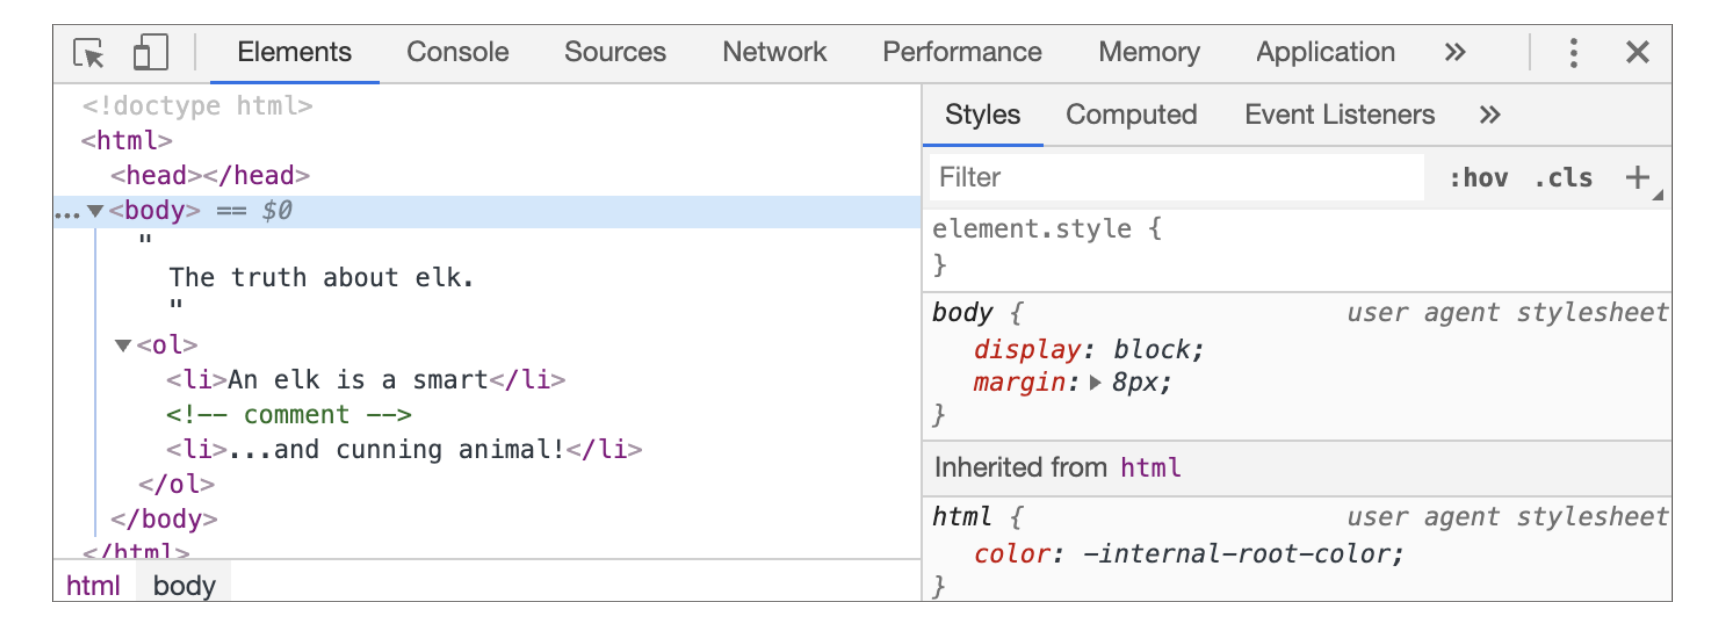 Elements Console Sources Network Performance Memory Application »
<!doctype html>
<html>
<head></head>
... ▼<body> == $0
"
The truth about elk.
"
▼<ol>
<li>An elk is a smart</li>
<!-- comment -->
<li>...and cunning animal!</li>
</ol>
</body>
</html>
html body
Styles Computed Event Listeners »
Filter :hov .cls +
element.style {
}
body { user agent stylesheet
display: block;
margin:▶8px;
}
Inherited from html
html { user agent stylesheet
color: -internal-root-color;
}